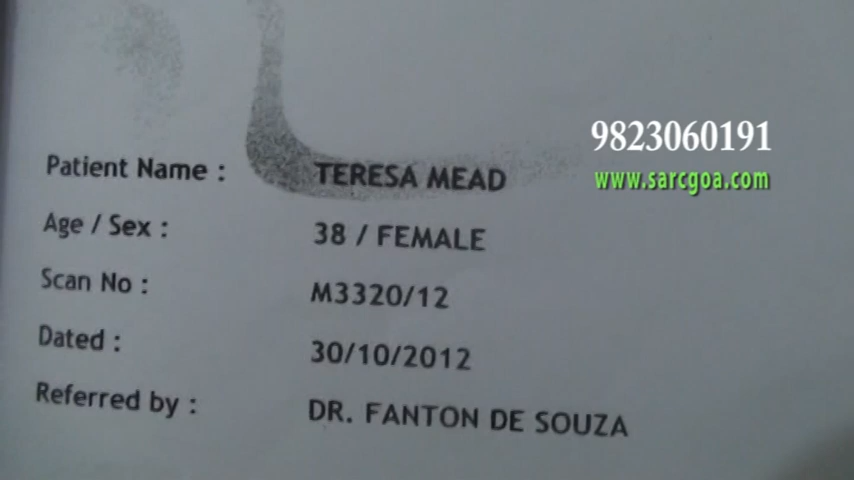 9823060191
www.sarcgoa.com
Patient Name : TERESA MEAD
Age / Sex : 38 / FEMALE
Scan No : M3320/12
Dated : 30/10/2012
Referred by : DR. FANTON DE SOUZA